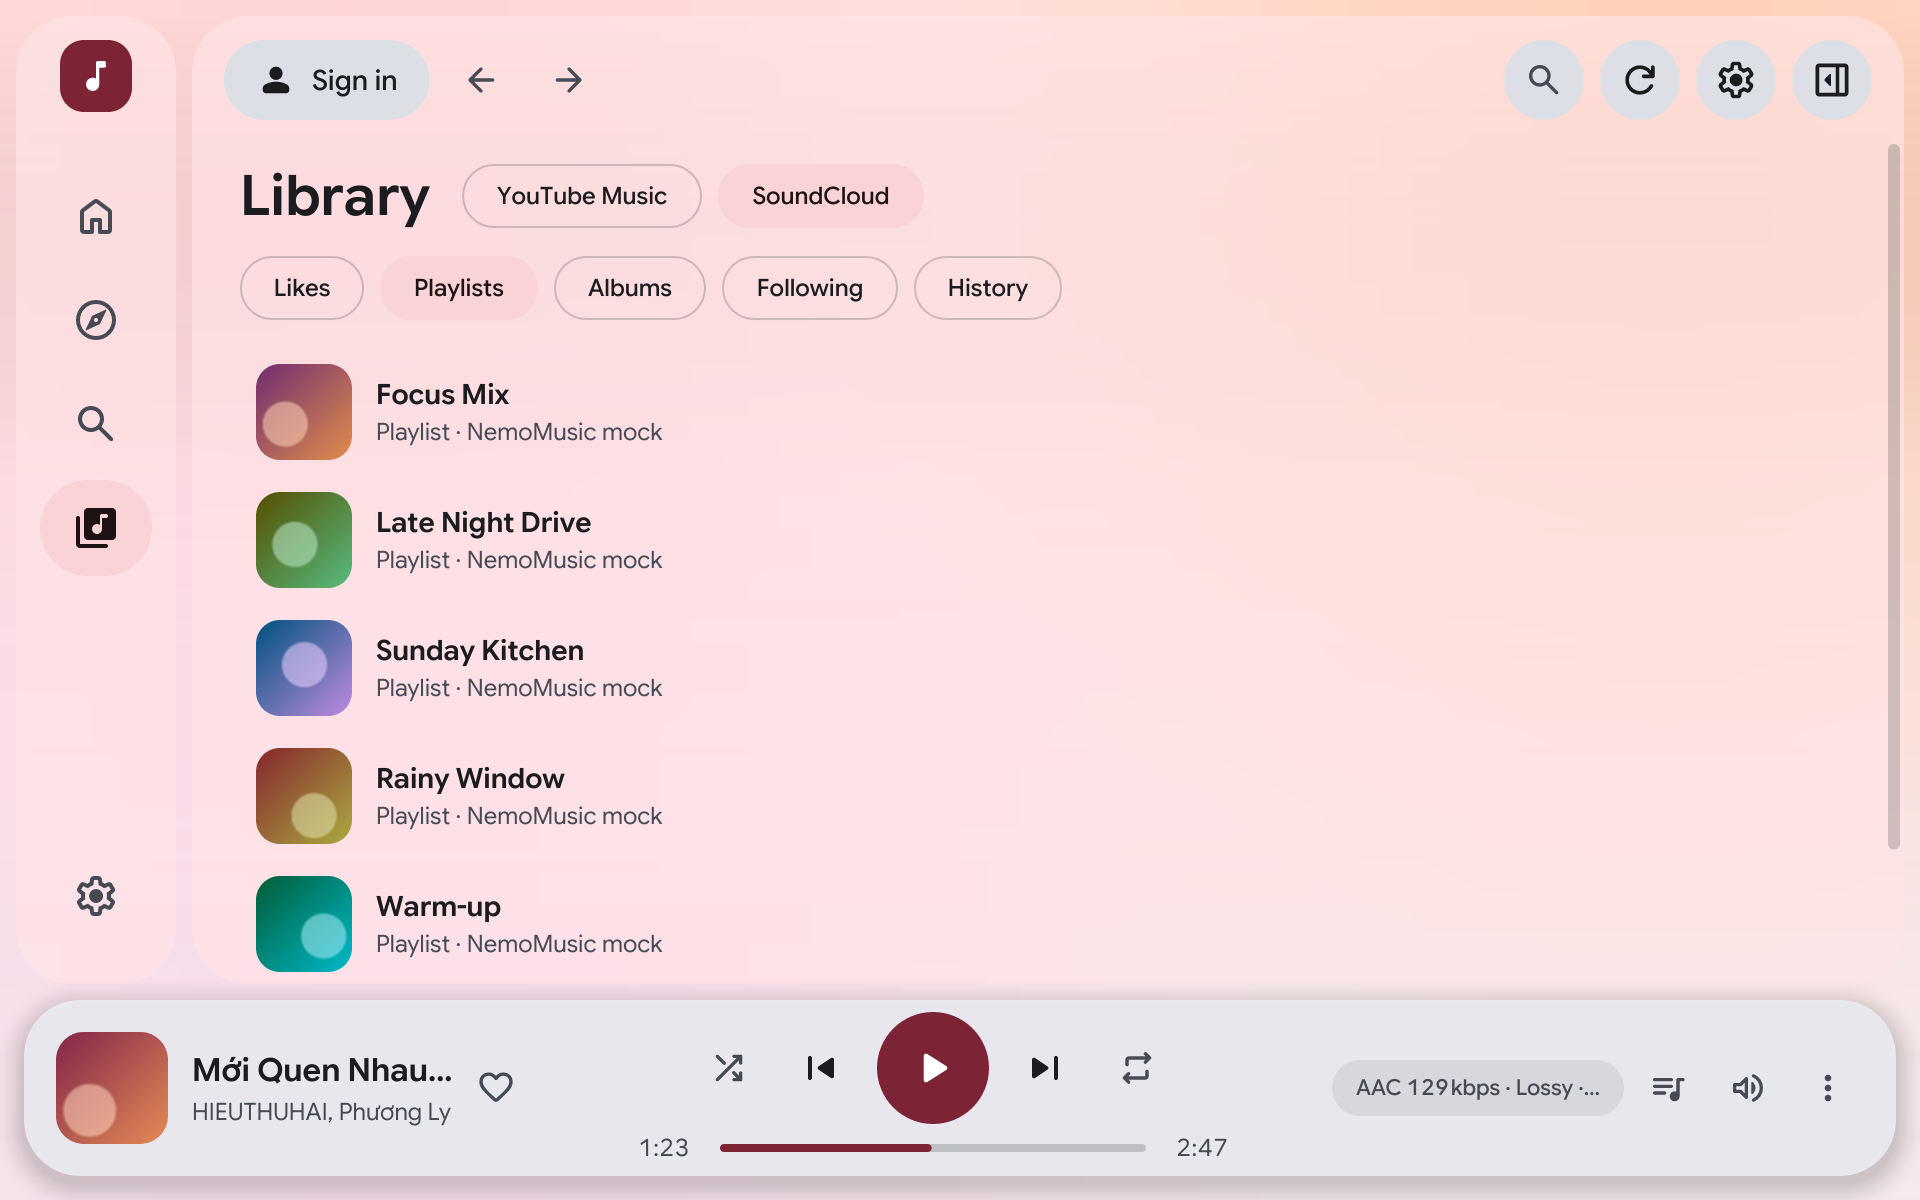 Sign in
Library
YouTube Music
SoundCloud
Likes
Playlists
Albums
Following
History
Focus Mix
Playlist · NemoMusic mock
Late Night Drive
Playlist · NemoMusic mock
Sunday Kitchen
Playlist · NemoMusic mock
Rainy Window
Playlist · NemoMusic mock
Warm-up
Playlist · NemoMusic mock
Mới Quen Nhau...
HIEUTHUHAI, Phương Ly
1:23
2:47
AAC 129 kbps · Lossy ·...